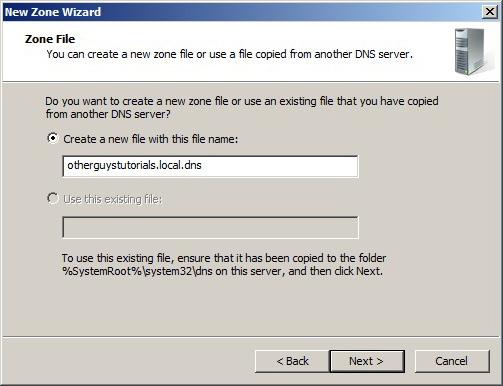 New Zone Wizard
Zone File
You can create a new zone file or use a file copied from another DNS server.
Do you want to create a new zone file or use an existing file that you have copied
from another DNS server?
Create a new file with this file name:
otherguystutorials.local.dns
Use this existing file:
To use this existing file, ensure that it has been copied to the folder
%SystemRoot%\system32\dns on this server, and then click Next.
< Back
Next >
Cancel